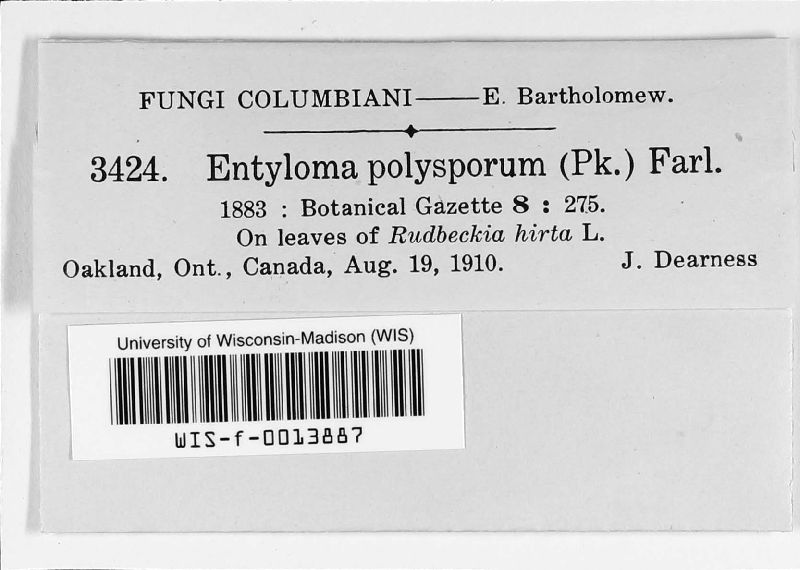 FUNGI COLUMBIANI——E. Bartholomew.
3424. Entyloma polysporum (Pk.) Farl.
1883 : Botanical Gazette 8 : 275.
On leaves of Rudbeckia hirta L.
Oakland, Ont., Canada, Aug. 19, 1910. J. Dearness
University of Wisconsin-Madison (WIS)
WIS-f-0013887